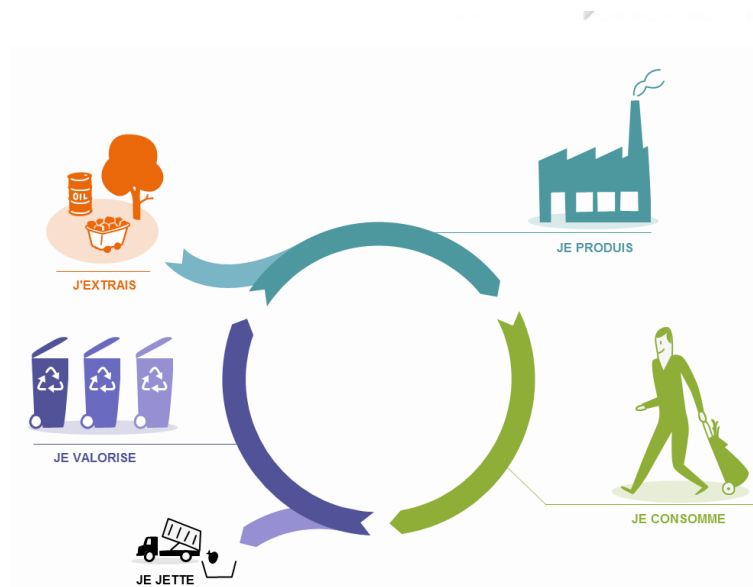 OIL
J'EXTRAIS
JE PRODUIS
JE VALORISE
JE CONSOMME
JE JETTE